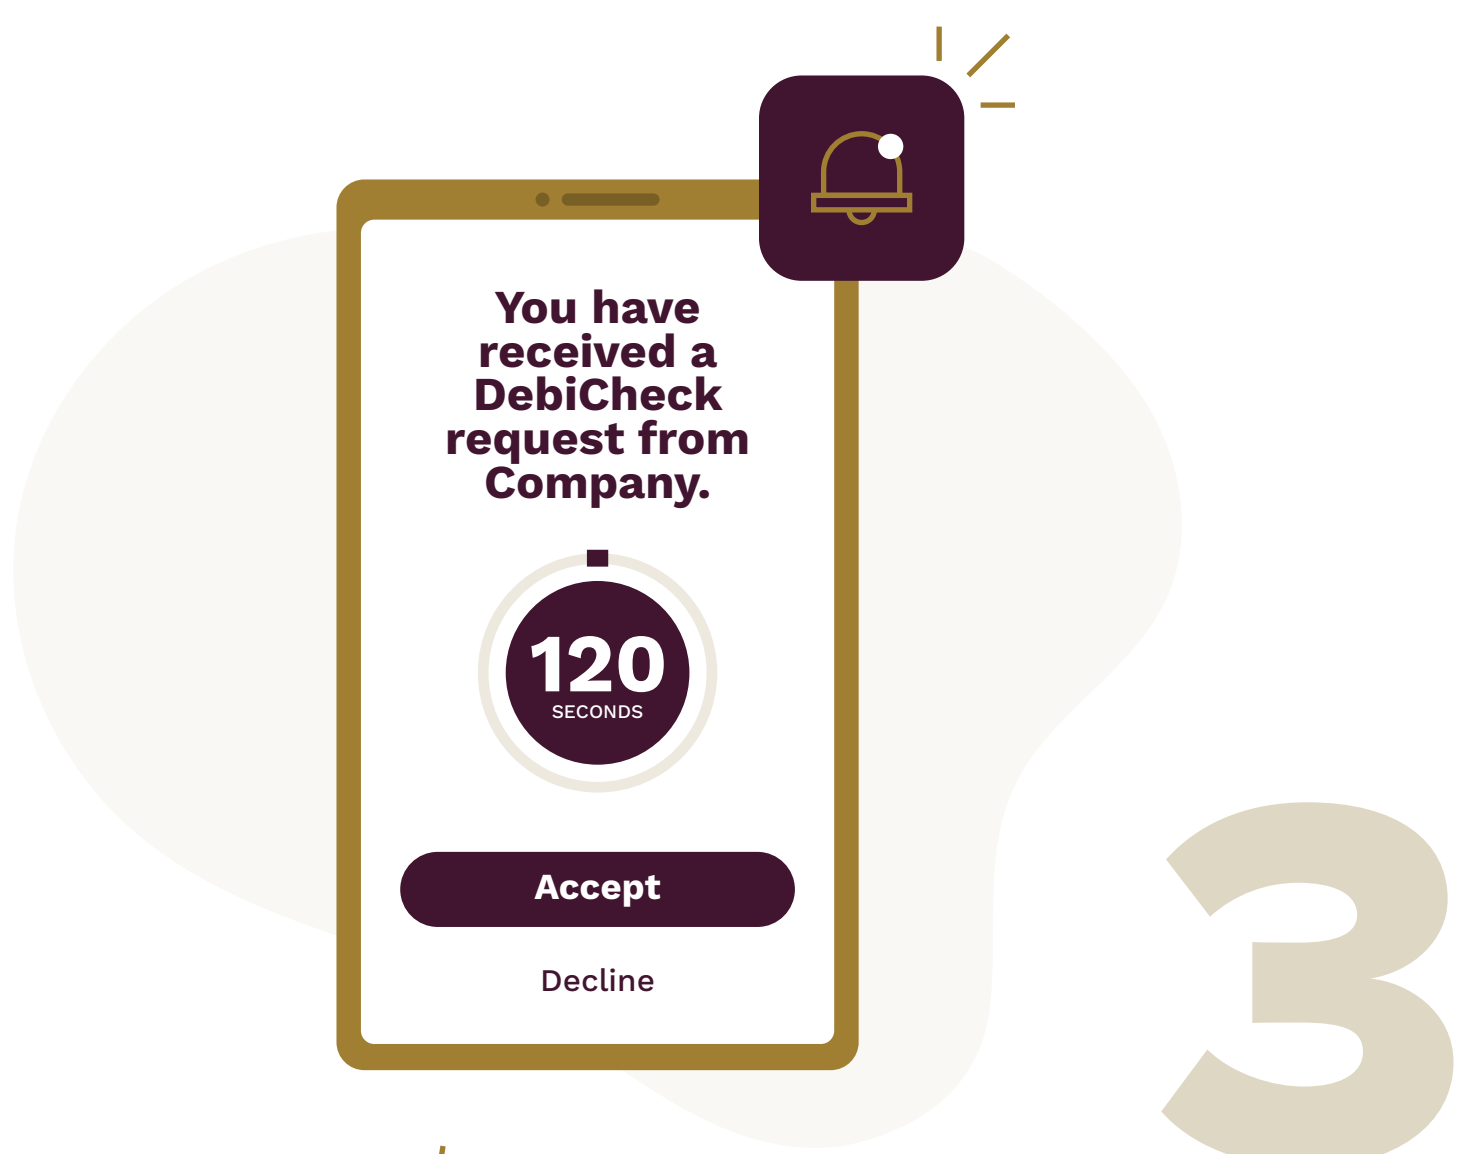 You have
received a
DebiCheck
request from
Company.
120
SECONDS
Accept
Decline
3